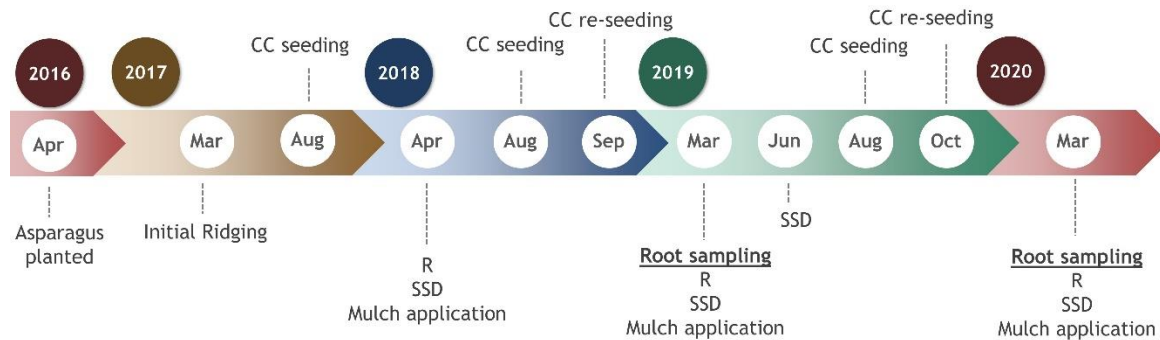 CC re-seeding
CC re-seeding
CC seeding
CC seeding
CC seeding
2016
2017
2018
2019
2020
Apr
Mar
Aug
Apr
Aug
Sep
Mar
Jun
Aug
Oct
Mar
Asparagus
planted
Initial Ridging
R
SSD
Mulch application
Root sampling
R
SSD
Mulch application
SSD
Root sampling
R
SSD
Mulch application